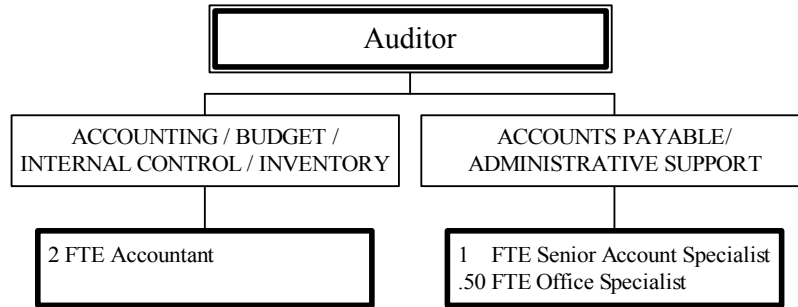 Auditor
ACCOUNTING / BUDGET /
INTERNAL CONTROL / INVENTORY
ACCOUNTS PAYABLE/
ADMINISTRATIVE SUPPORT
2 FTE Accountant
1 FTE Senior Account Specialist
.50 FTE Office Specialist